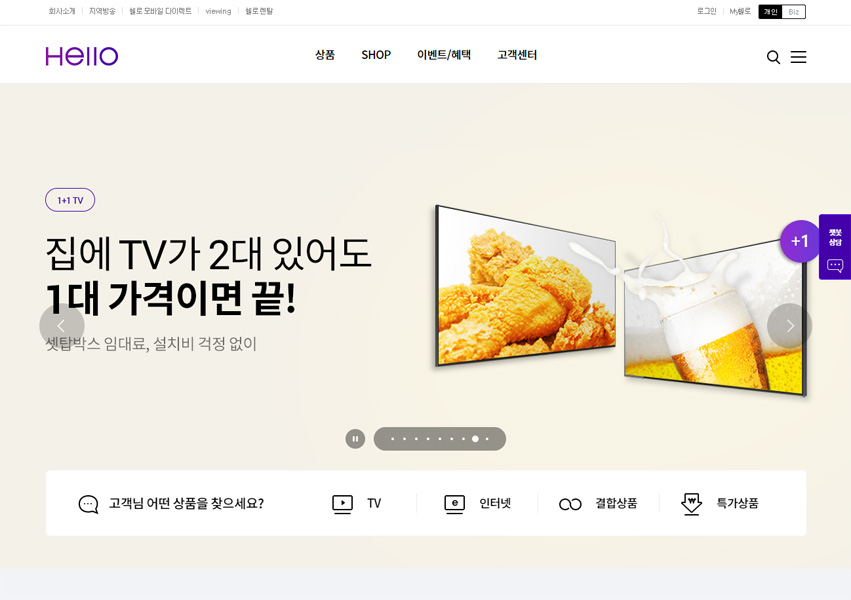 회사소개
지역방송
헬로 모바일 다이렉트
viewing
헬로렌탈
로그인
My헬로
개인
Biz
Hello
상품
SHOP
이벤트/혜택
고객센터
1+1 TV
집에 TV가 2대 있어도
1대 가격이면 끝!
셋탑박스 임대료, 설치비 걱정 없이
+1
챗봇
상담
고객님 어떤 상품을 찾으세요?
TV
인터넷
결합상품
특가상품